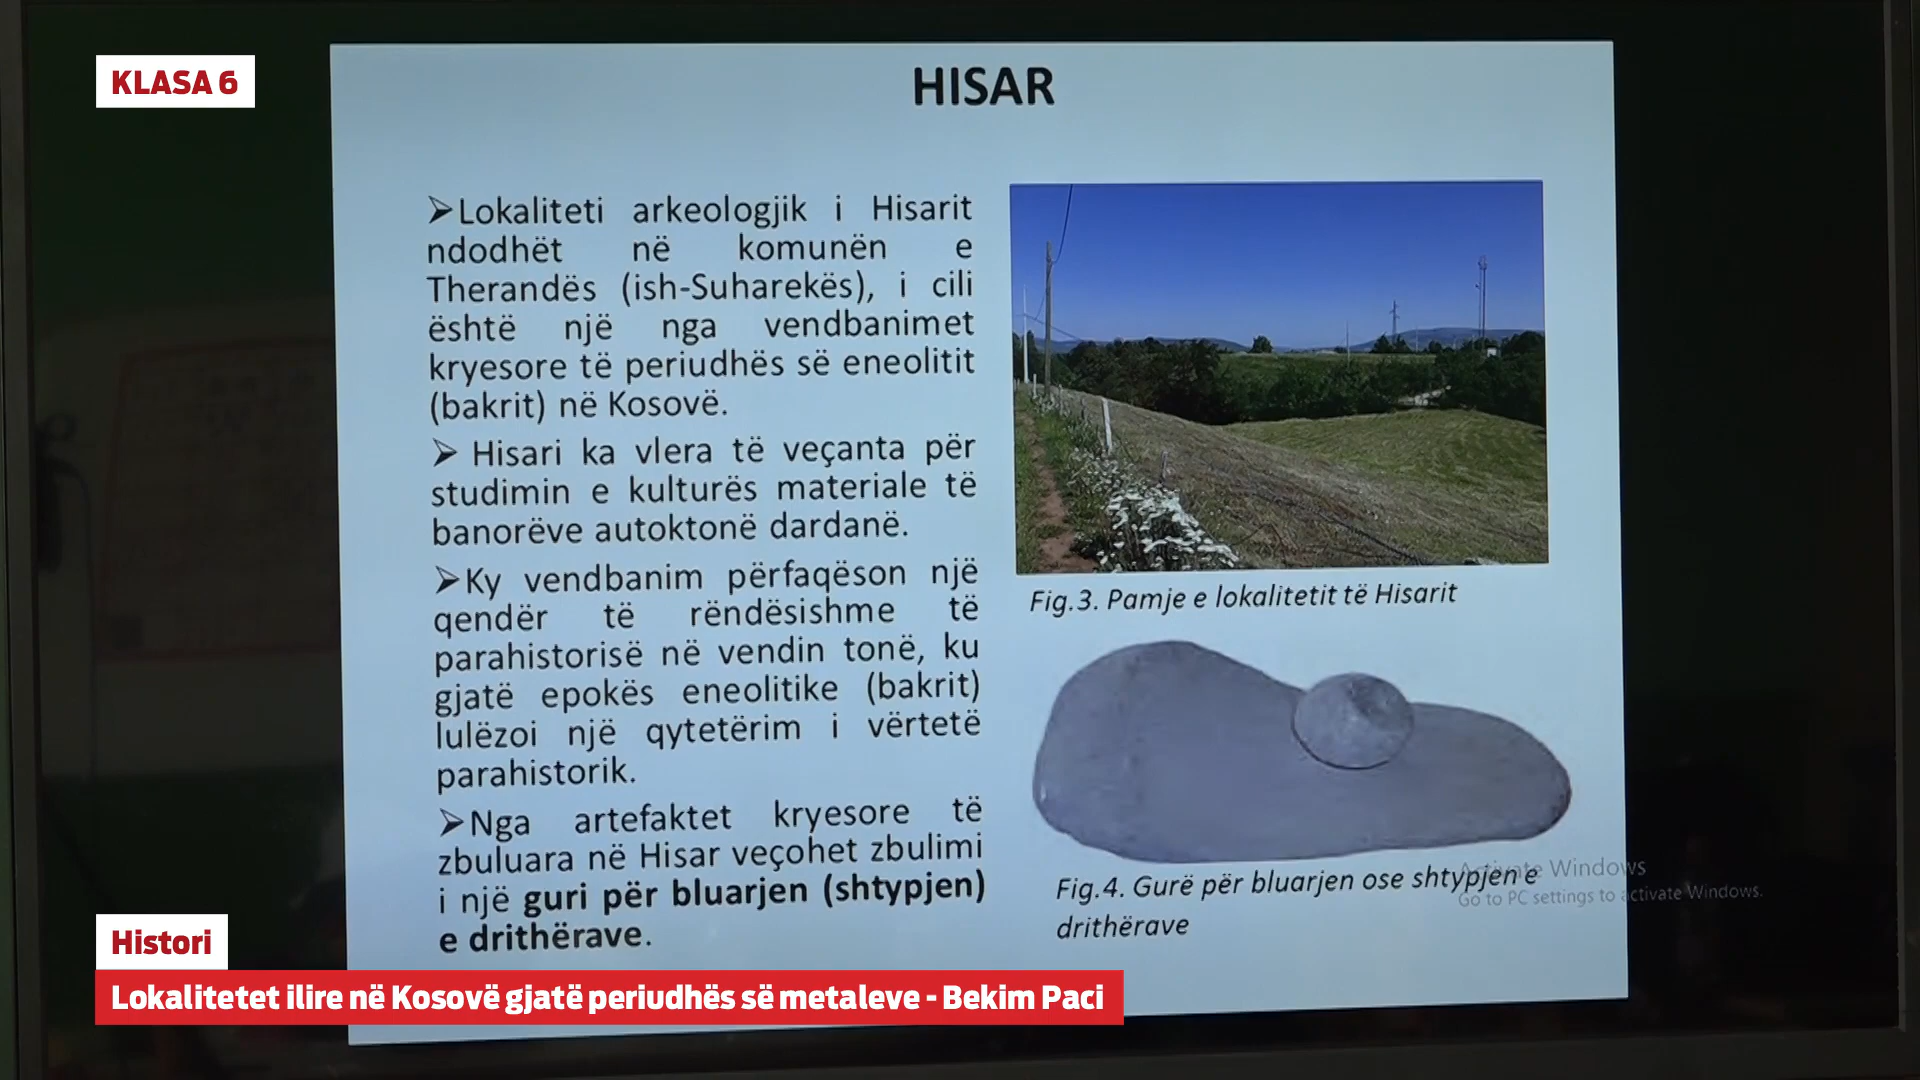 KLASA 6
HISAR
➢Lokaliteti arkeologjik i Hisarit
ndodhët në komunën e
Therandës (ish-Suharekës), i cili
është një nga vendbanimet
kryesore të periudhës së eneolitit
(bakrit) në Kosovë.
➢ Hisari ka vlera të veçanta për
studimin e kulturës materiale të
banorëve autoktonë dardanë.
➢Ky vendbanim përfaqëson një
qendër të rëndësishme të
parahistorisë në vendin tonë, ku
gjatë epokës eneolitike (bakrit)
lulëzoi një qytetërim i vërtetë
parahistorik.
➢Nga artefaktet kryesore të
zbuluara në Hisar veçohet zbulimi
i një guri për bluarjen (shtypjen)
e drithërave.
Fig.3. Pamje e lokalitetit të Hisarit
Fig.4. Gurë për bluarjen ose shtypjen e
drithërave
Activate Windows
Go to PC settings to activate Windows.
Histori
Lokalitetet ilire në Kosovë gjatë periudhës së metaleve - Bekim Paci